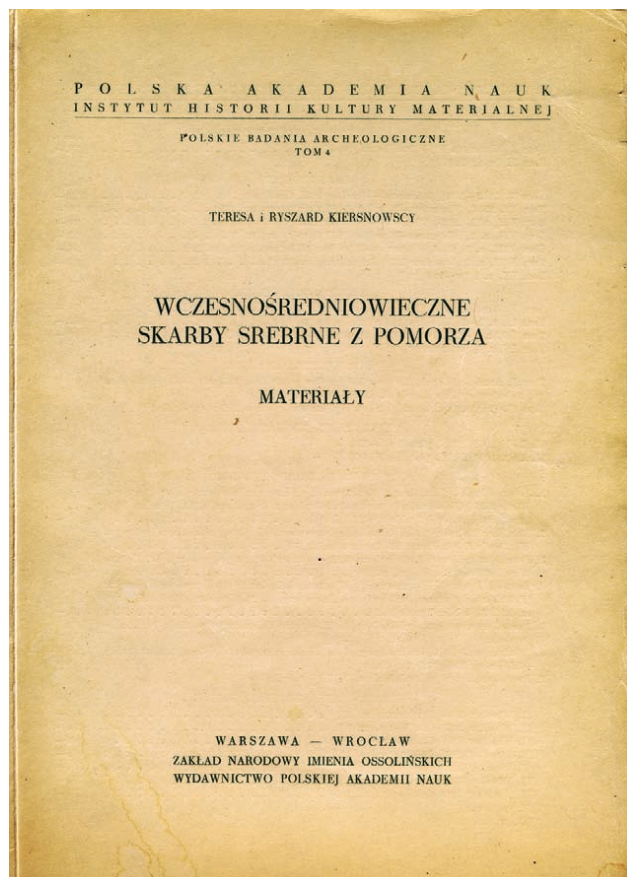 POLSKA AKADEMIA NAUK
INSTYTUT HISTORII KULTURY MATERIALNEJ
POLSKIE BADANIA ARCHEOLOGICZNE
TOM 4
TERESA i RYSZARD KIERSNOWSCY
WCZESNOŚREDNIOWIECZNE
SKARBY SREBRNE Z POMORZA
MATERIAŁY
WARSZAWA — WROCŁAW
ZAKŁAD NARODOWY IMIENIA OSSOLIŃSKICH
WYDAWNICTWO POLSKIEJ AKADEMII NAUK